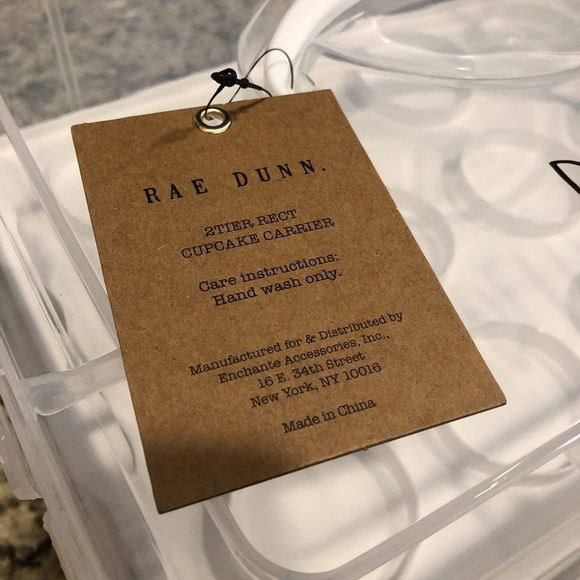 RAE DUNN.
2TIER RECT
CUPCAKE CARRIER
Care instructions:
Hand wash only.
Manufactured for & Distributed by
Enchante Accessories, Inc.,
16 E. 34th Street
New York, NY 10016
Made in China